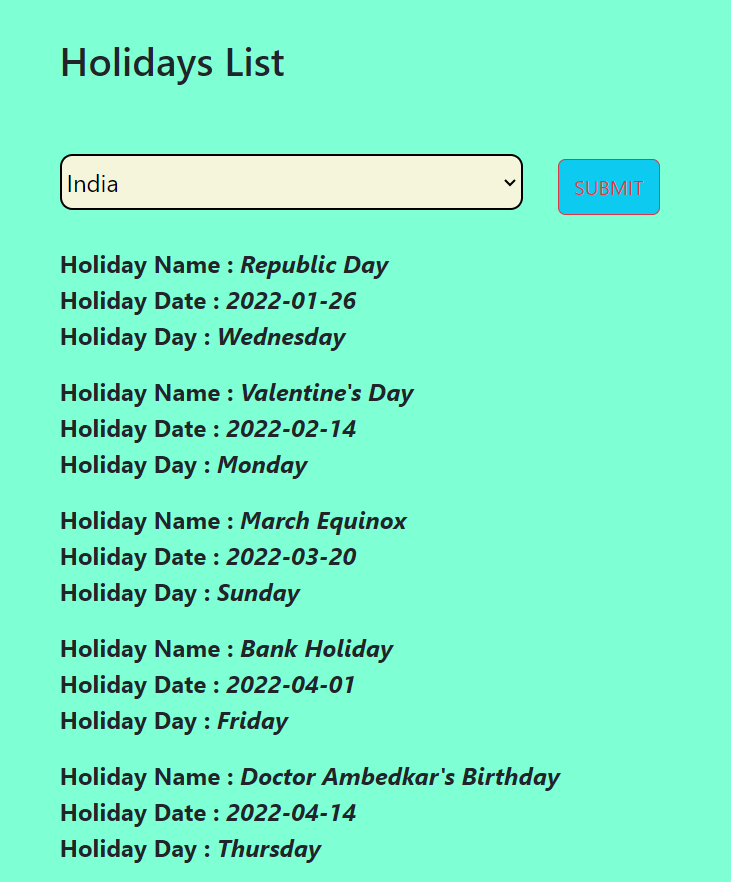 Holidays List
India
SUBMIT
Holiday Name : Republic Day
Holiday Date : 2022-01-26
Holiday Day : Wednesday
Holiday Name : Valentine's Day
Holiday Date : 2022-02-14
Holiday Day : Monday
Holiday Name : March Equinox
Holiday Date : 2022-03-20
Holiday Day : Sunday
Holiday Name : Bank Holiday
Holiday Date : 2022-04-01
Holiday Day : Friday
Holiday Name : Doctor Ambedkar's Birthday
Holiday Date : 2022-04-14
Holiday Day : Thursday